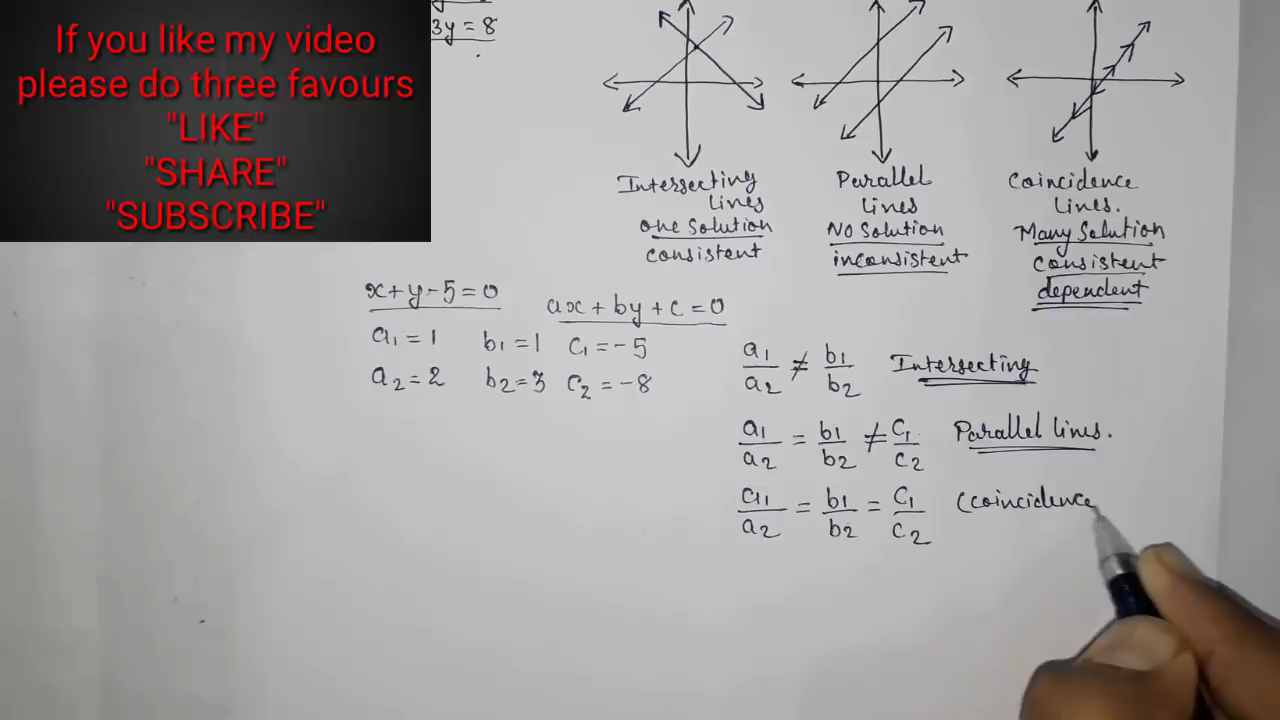 If you like my video
please do three favours
"LIKE"
"SHARE"
"SUBSCRIBE"
3y = 8
Intersecting
lines
one solution
consistent
Parallel
lines
No solution
inconsistent
Coincidence
lines.
Many solution
consistent
dependent
x+y-5=0
ax + by + c = 0
a₁ = 1 b₁ = 1 c₁ = -5
a₂ = 2 b₂ = 3 c₂ = -8
a₁/a₂ ≠ b₁/b₂ Intersecting
a₁/a₂ = b₁/b₂ ≠ c₁/c₂ Parallel lines.
a₁/a₂ = b₁/b₂ = c₁/c₂ (coincidence